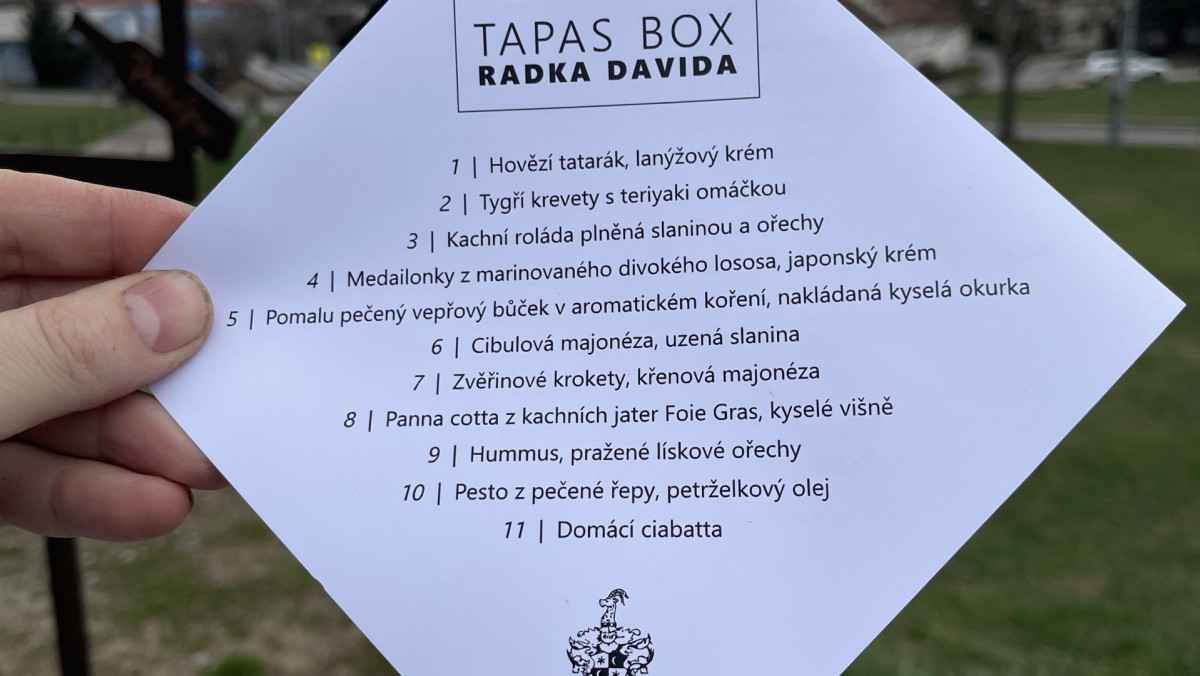 TAPAS BOX
RADKA DAVIDA
1 | Hovězí tatarák, lanýžový krém
2 | Tygří krevety s teriyaki omáčkou
3 | Kachní roláda plněná slaninou a ořechy
4 | Medailonky z marinovaného divokého lososa, japonský krém
5 | Pomalu pečený vepřový bůček v aromatickém koření, nakládaná kyselá okurka
6 | Cibulová majonéza, uzená slanina
7 | Zvěřinové krokety, křenová majonéza
8 | Panna cotta z kachních jater Foie Gras, kyselé višně
9 | Hummus, pražené lískové ořechy
10 | Pesto z pečené řepy, petrželkový olej
11 | Domácí ciabatta